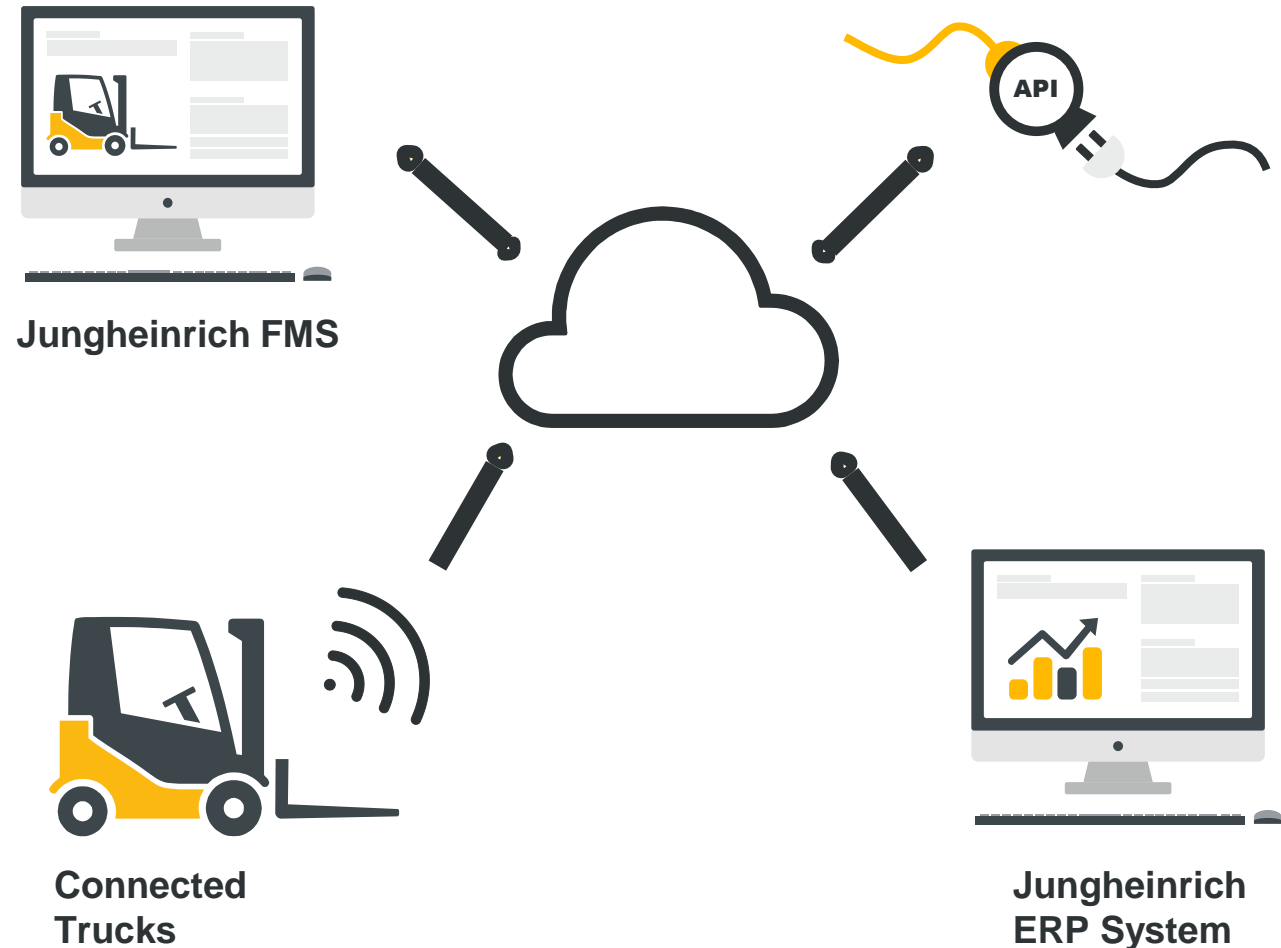 API
Jungheinrich FMS
Connected
Trucks
Jungheinrich
ERP System